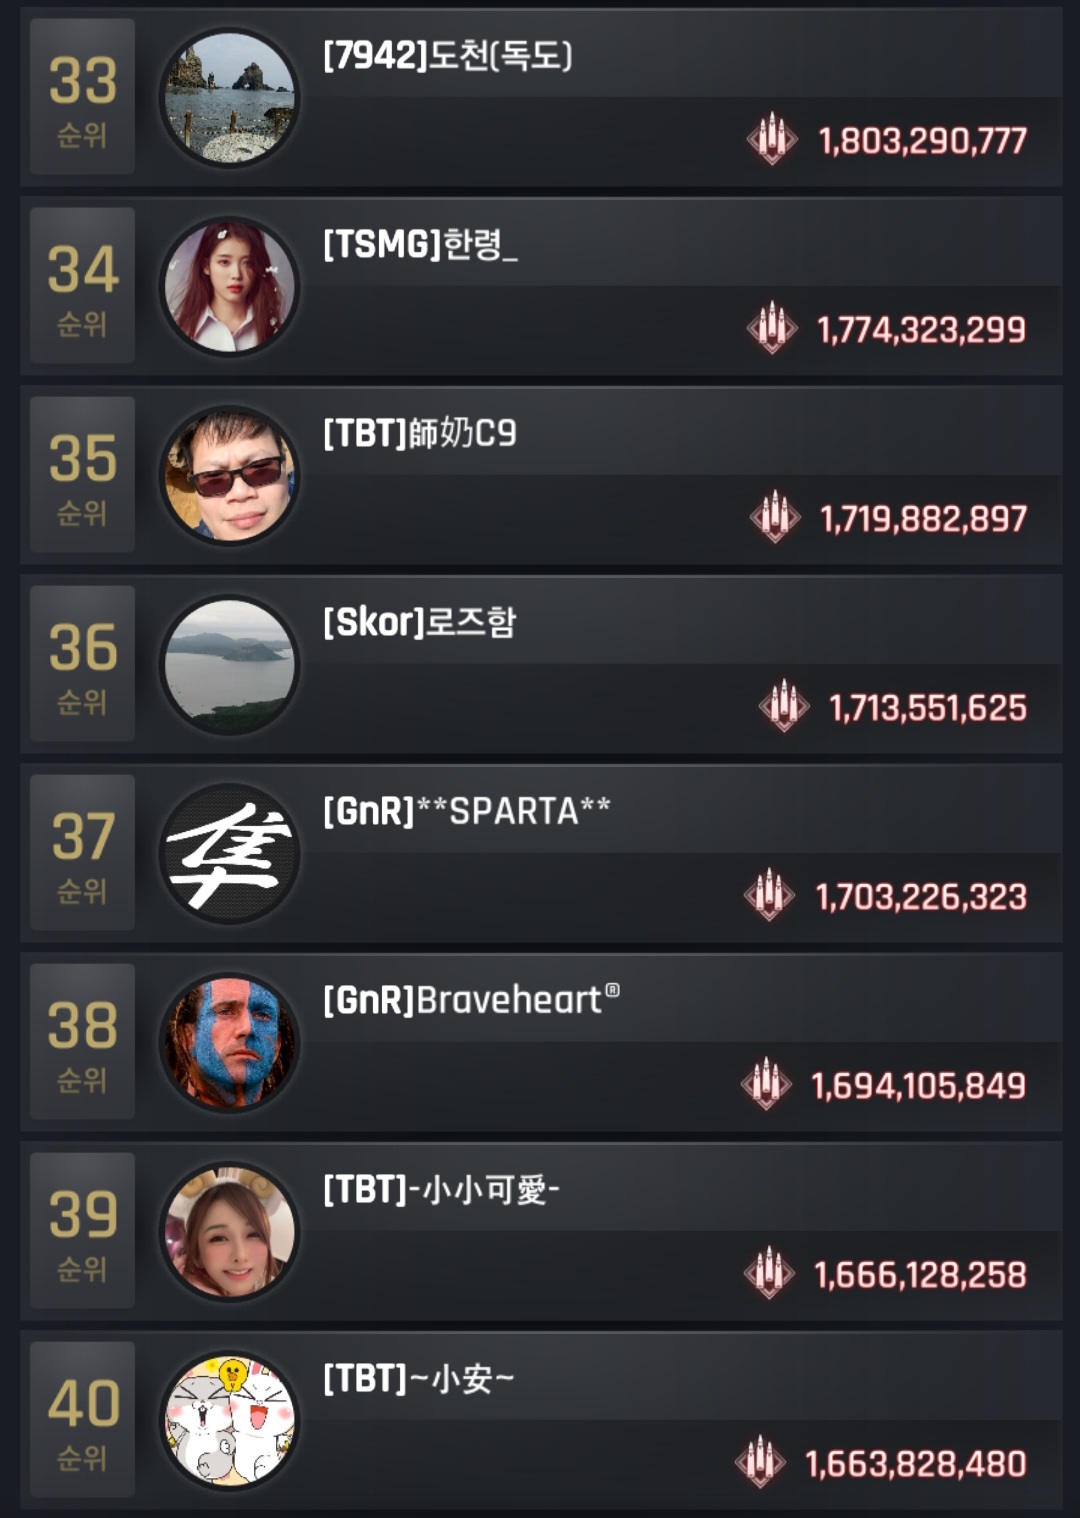 33
순위
[7942]도천(독도)
1,803,290,777
34
순위
[TSMG]한령_
1,774,323,299
35
순위
[TBT]師奶C9
1,719,882,897
36
순위
[Skor]로즈함
1,713,551,625
37
순위
隼
[GnR]**SPARTA**
1,703,226,323
38
순위
[GnR]Braveheart®
1,694,105,849
39
순위
[TBT]-小小可愛-
1,666,128,258
40
순위
[TBT]~小安~
1,663,828,480